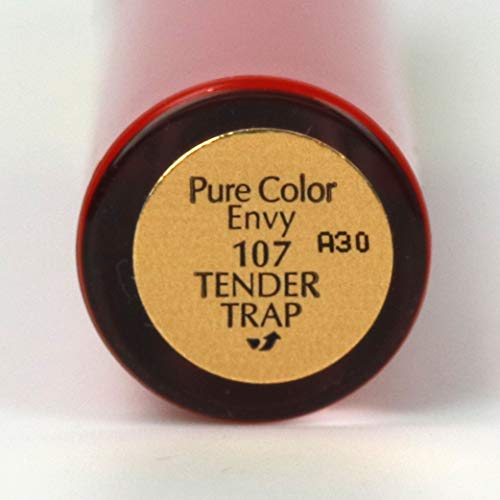 Pure Color
Envy
107 A30
TENDER
TRAP